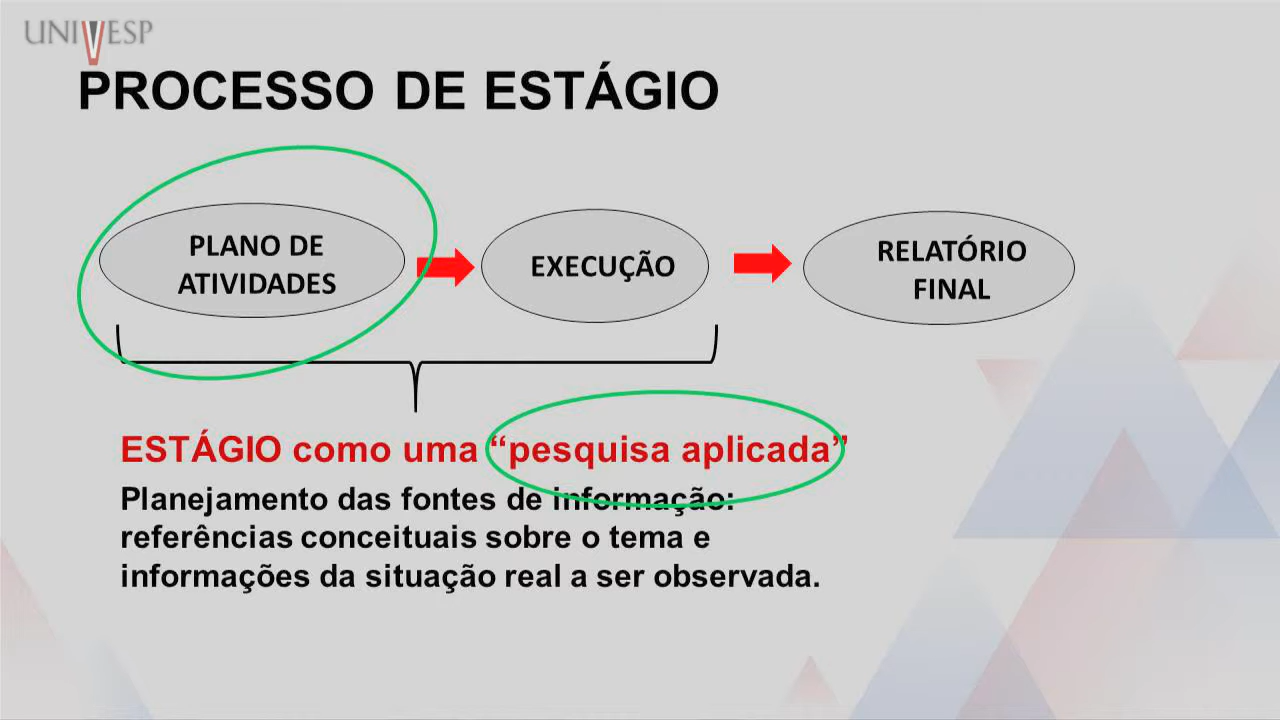 UNIVESP
PROCESSO DE ESTÁGIO
PLANO DE
ATIVIDADES
EXECUÇÃO
RELATÓRIO
FINAL
ESTÁGIO como uma “pesquisa aplicada”
Planejamento das fontes de informação:
referências conceituais sobre o tema e
informações da situação real a ser observada.